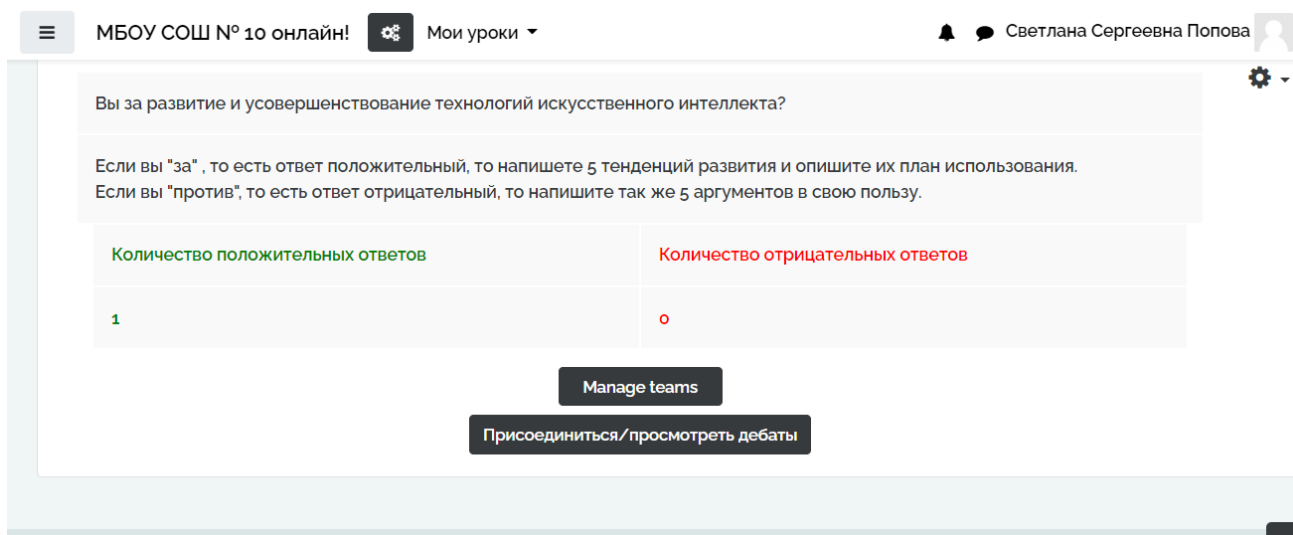 МБОУ СОШ № 10 онлайн! Мои уроки Светлана Сергеевна Попова
Вы за развитие и усовершенствование технологий искусственного интеллекта?
Если вы "за" , то есть ответ положительный, то напишете 5 тенденций развития и опишите их план использования.
Если вы "против", то есть ответ отрицательный, то напишите так же 5 аргументов в свою пользу.
Количество положительных ответов Количество отрицательных ответов
1 0
Manage teams
Присоединиться/просмотреть дебаты